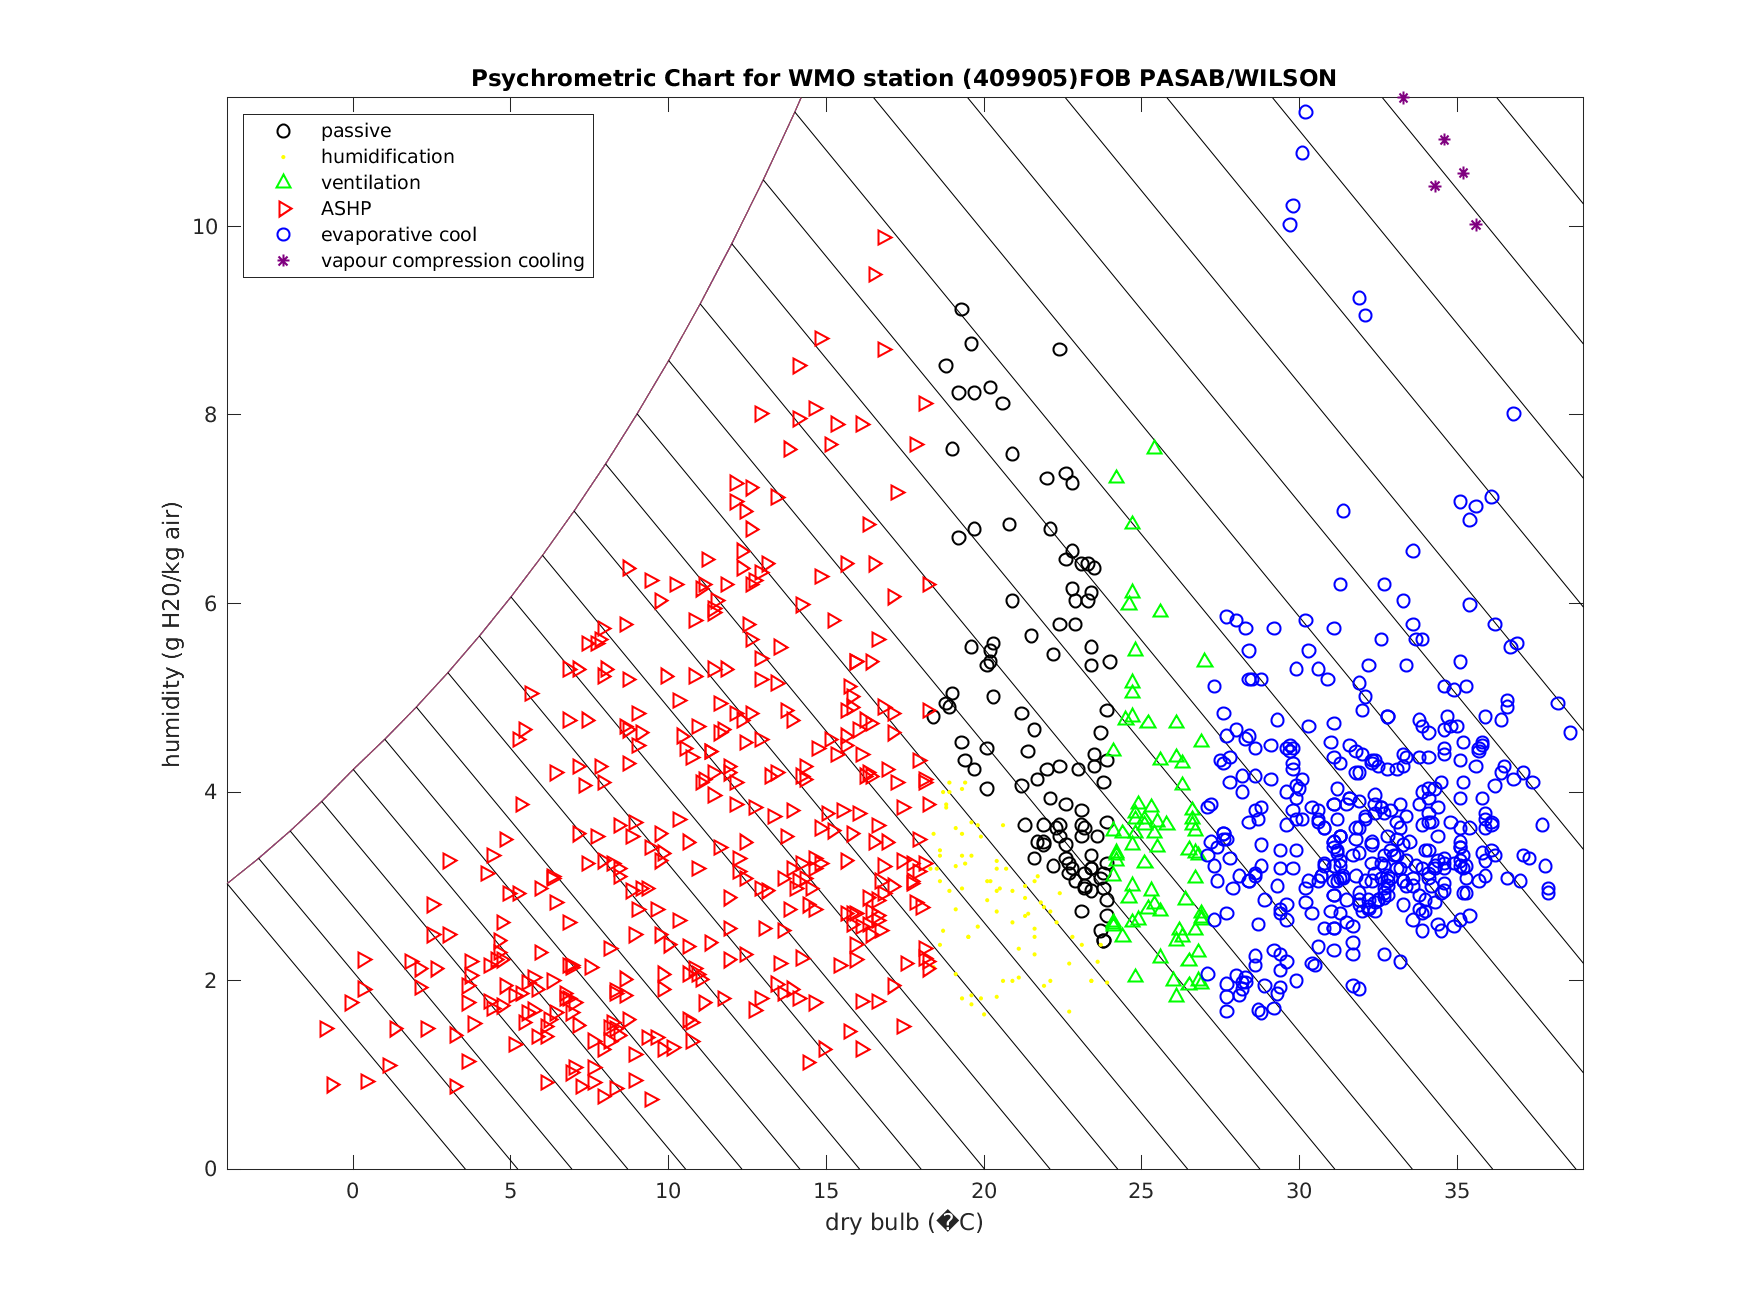 Psychrometric Chart for WMO station (409905)FOB PASAB/WILSON
passive
humidification
ventilation
ASHP
evaporative cool
vapour compression cooling
humidity (g H20/kg air)
10
8
6
4
2
0
0 5 10 15 20 25 30 35
dry bulb (�C)